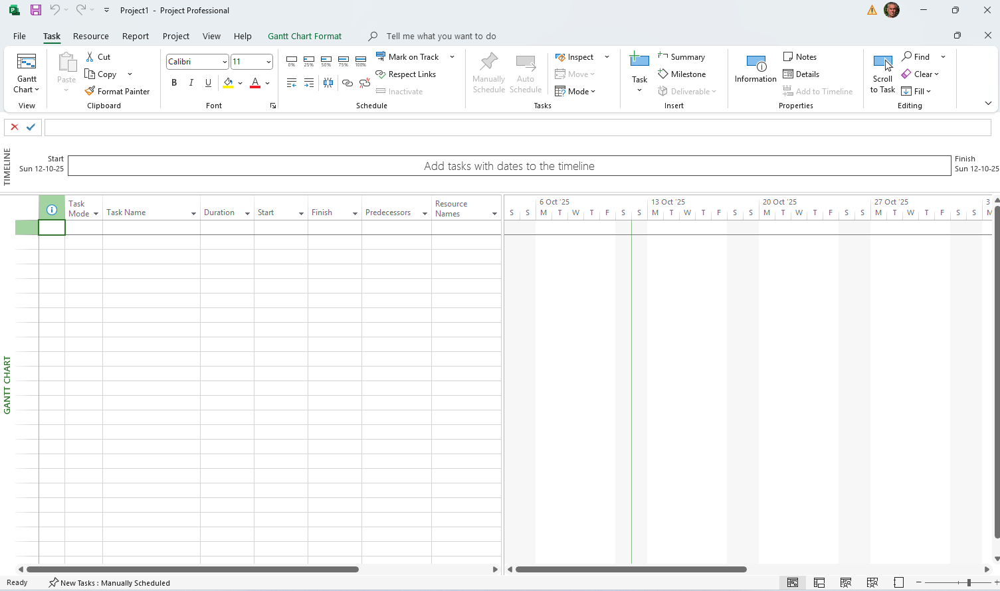 Project1 - Project Professional
File Task Resource Report Project View Help Gantt Chart Format Tell me what you want to do
Gantt Chart
View
Paste
Cut
Copy
Format Painter
Clipboard
Calibri 11
B I U A
Font
0% 25% 50% 75% 100%
Mark on Track
Respect Links
Inactivate
Schedule
Manually Schedule
Auto Schedule
Inspect
Move
Mode
Tasks
Task
Summary
Milestone
Deliverable
Insert
Information
Notes
Details
Add to Timeline
Properties
Scroll to Task
Find
Clear
Fill
Editing
TIMELINE
Start
Sun 12-10-25
Add tasks with dates to the timeline
Finish
Sun 12-10-25
GANTT CHART
Task Mode
Task Name
Duration
Start
Finish
Predecessors
Resource Names
6 Oct '25 13 Oct '25 20 Oct '25 27 Oct '25 3
S S M T W T F S S M T W T F S S M T W T F S S M T W T F S S M
Ready New Tasks : Manually Scheduled